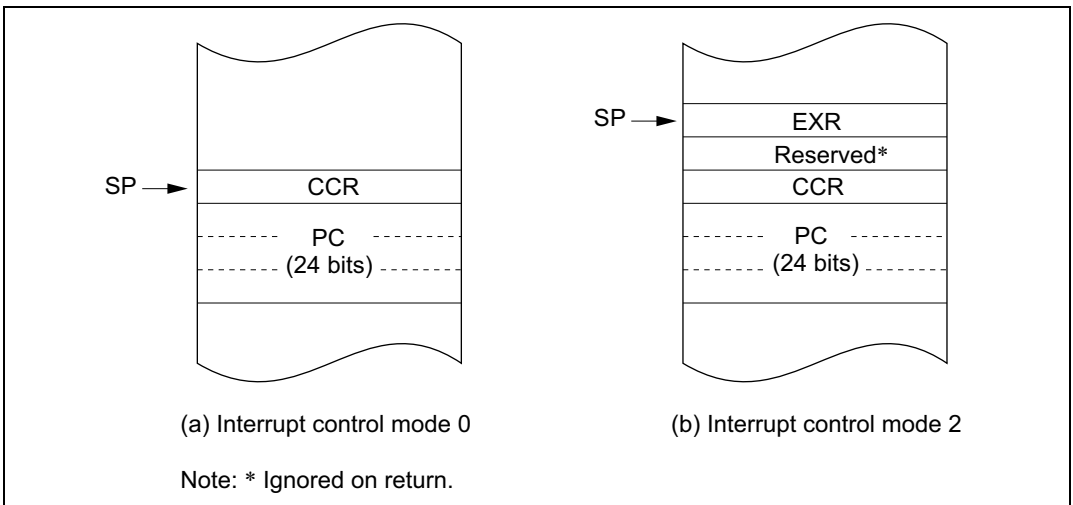 SP
CCR
PC
(24 bits)
(a) Interrupt control mode 0
SP
EXR
Reserved*
CCR
PC
(24 bits)
(b) Interrupt control mode 2
Note: * Ignored on return.